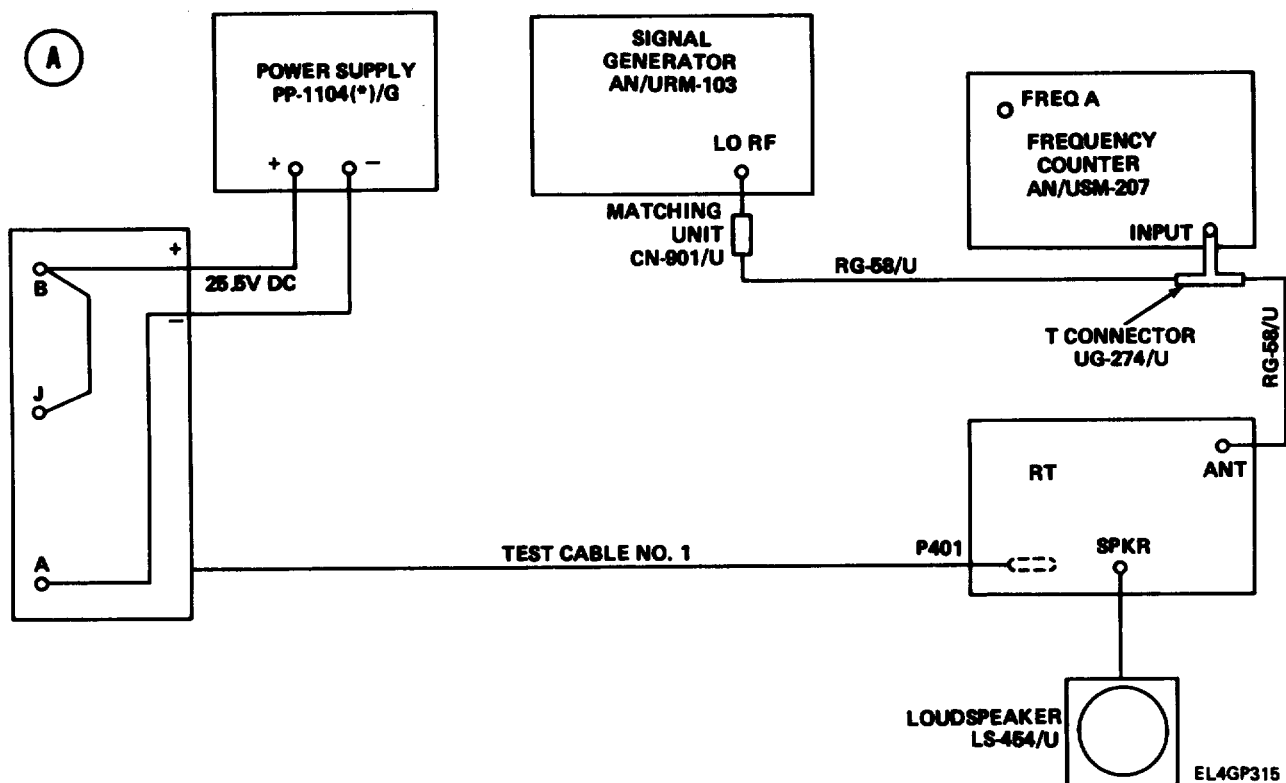 A
POWER SUPPLY
PP-1104(*)/G
+ −
SIGNAL
GENERATOR
AN/URM-103
LO RF
FREQ A
FREQUENCY
COUNTER
AN/USM-207
INPUT
MATCHING
UNIT
CN-901/U
RG-58/U
T CONNECTOR
UG-274/U
RG-58/U
+
B
25.5V DC
−
J
A
TEST CABLE NO. 1
P401
RT
ANT
SPKR
LOUDSPEAKER
LS-454/U
EL4GP315